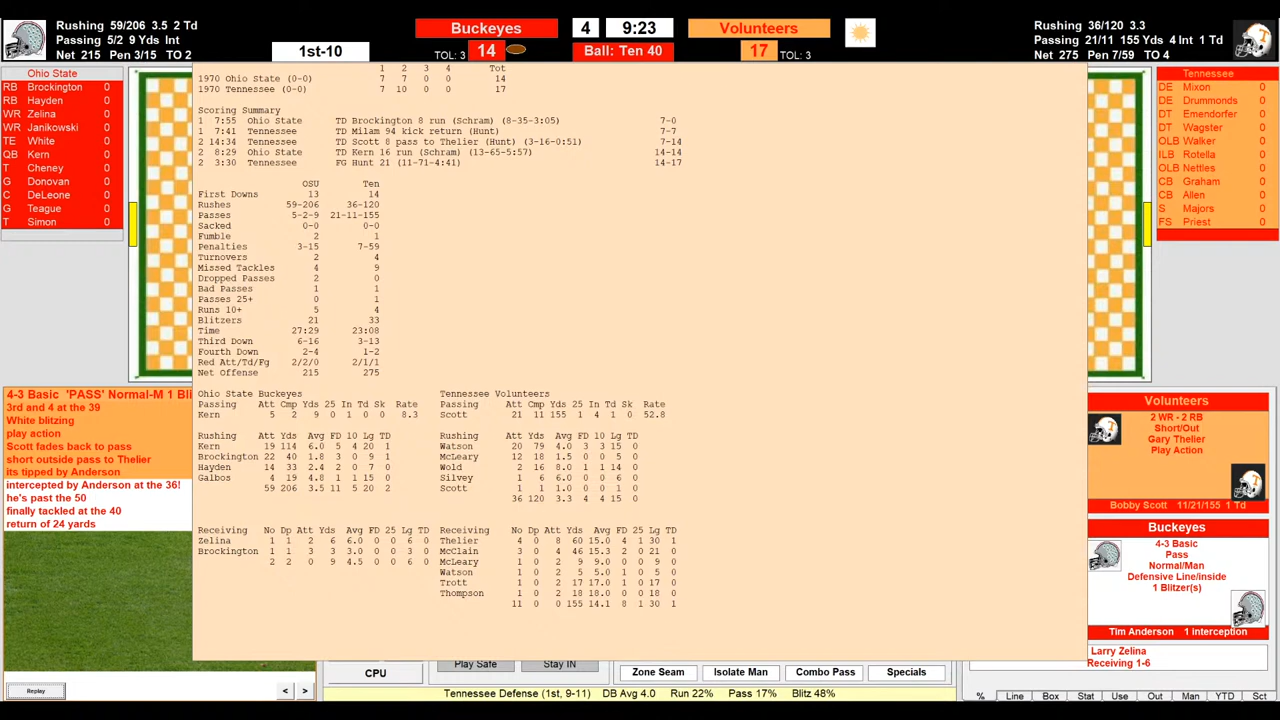 Rushing 59/206 3.5 2 Td
Passing 5/2 9 Yds Int
Net 215 Pen 3/15 TO 2
Buckeyes
4
9:23
Volunteers
Rushing 36/120 3.3
Passing 21/11 155 Yds 4 Int 1 Td
Net 275 Pen 7/59 TO 4
1st-10
TOL: 3
14
Ball: Ten 40
17
TOL: 3
Ohio State
RB Brockington 0
RB Hayden 0
WR Zelina 0
WR Janikowski 0
TE White 0
QB Kern 0
T Cheney 0
G Donovan 0
C DeLeone 0
G Teague 0
T Simon 0
1 2 3 4 Tot
1970 Ohio State (0-0) 7 7 0 0 14
1970 Tennessee (0-0) 7 10 0 0 17
Scoring Summary
1 7:55 Ohio State TD Brockington 8 run (Schram) (8-35-3:05) 7-0
1 7:41 Tennessee TD Milam 94 kick return (Hunt) 7-7
2 14:34 Tennessee TD Scott 8 pass to Thelier (Hunt) (3-16-0:51) 7-14
2 8:29 Ohio State TD Kern 16 run (Schram) (13-65-5:57) 14-14
2 3:30 Tennessee FG Hunt 21 (11-71-4:41) 14-17
OSU Ten
First Downs 13 14
Rushes 59-206 36-120
Passes 5-2-9 21-11-155
Sacked 0-0 0-0
Fumble 2 1
Penalties 3-15 7-59
Turnovers 2 4
Missed Tackles 4 9
Dropped Passes 2 0
Bad Passes 1 1
Passes 25+ 0 1
Runs 10+ 5 4
Blitzers 21 33
Time 27:29 23:08
Third Down 6-16 3-13
Fourth Down 2-4 1-2
Red Att/Td/Fg 2/2/0 2/1/1
Net Offense 215 275
Ohio State Buckeyes
Passing Att Cmp Yds 25 In Td Sk Rate
Kern 5 2 9 0 1 0 0 8.3
Rushing Att Yds Avg FD 10 Lg TD
Kern 19 114 6.0 5 4 20 1
Brockington 22 40 1.8 3 0 9 1
Hayden 14 33 2.4 2 0 7 0
Galbos 4 19 4.8 1 1 15 0
59 206 3.5 11 5 20 2
Receiving No Dp Att Yds Avg FD 25 Lg TD
Zelina 1 1 2 6 6.0 0 0 6 0
Brockington 1 1 3 3 3.0 0 0 3 0
2 2 0 9 4.5 0 0 6 0
Tennessee Volunteers
Passing Att Cmp Yds 25 In Td Sk Rate
Scott 21 11 155 1 4 1 0 52.8
Rushing Att Yds Avg FD 10 Lg TD
Watson 20 79 4.0 3 3 15 0
McLeary 12 18 1.5 0 0 5 0
Wold 2 16 8.0 1 1 14 0
Silvey 1 6 6.0 0 0 6 0
Scott 1 1 1.0 0 0 1 0
36 120 3.3 4 4 15 0
Receiving No Dp Att Yds Avg FD 25 Lg TD
Thelier 4 0 8 60 15.0 4 1 30 1
McClain 3 0 4 46 15.3 2 0 21 0
McLeary 1 0 2 9 9.0 0 0 9 0
Watson 1 0 2 5 5.0 1 0 5 0
Trott 1 0 2 17 17.0 1 0 17 0
Thompson 1 0 2 18 18.0 0 0 18 0
11 0 0 155 14.1 8 1 30 1
Tennessee
DE Mixon 0
DE Drummonds 0
DT Emendorfer 0
DT Wagster 0
OLB Walker 0
ILB Rotella 0
OLB Nettles 0
CB Graham 0
CB Allen 0
S Majors 0
FS Priest 0
4-3 Basic 'PASS' Normal-M 1 Bli
3rd and 4 at the 39
White blitzing
play action
Scott fades back to pass
short outside pass to Thelier
its tipped by Anderson
intercepted by Anderson at the 36!
he's past the 50
finally tackled at the 40
return of 24 yards
Volunteers
2 WR - 2 RB
Short/Out
Gary Thelier
Play Action
Bobby Scott 11/21/155 1 Td
Buckeyes
4-3 Basic
Pass
Normal/Man
Defensive Line/inside
1 Blitzer(s)
Tim Anderson 1 interception
Larry Zelina
Receiving 1-6
Replay
<
>
CPU
Play Safe
Stay IN
Zone Seam
Isolate Man
Combo Pass
Specials
Tennessee Defense (1st, 9-11) DB Avg 4.0 Run 22% Pass 17% Blitz 48%
% Line Box Stat Use Out Man YTD Sct